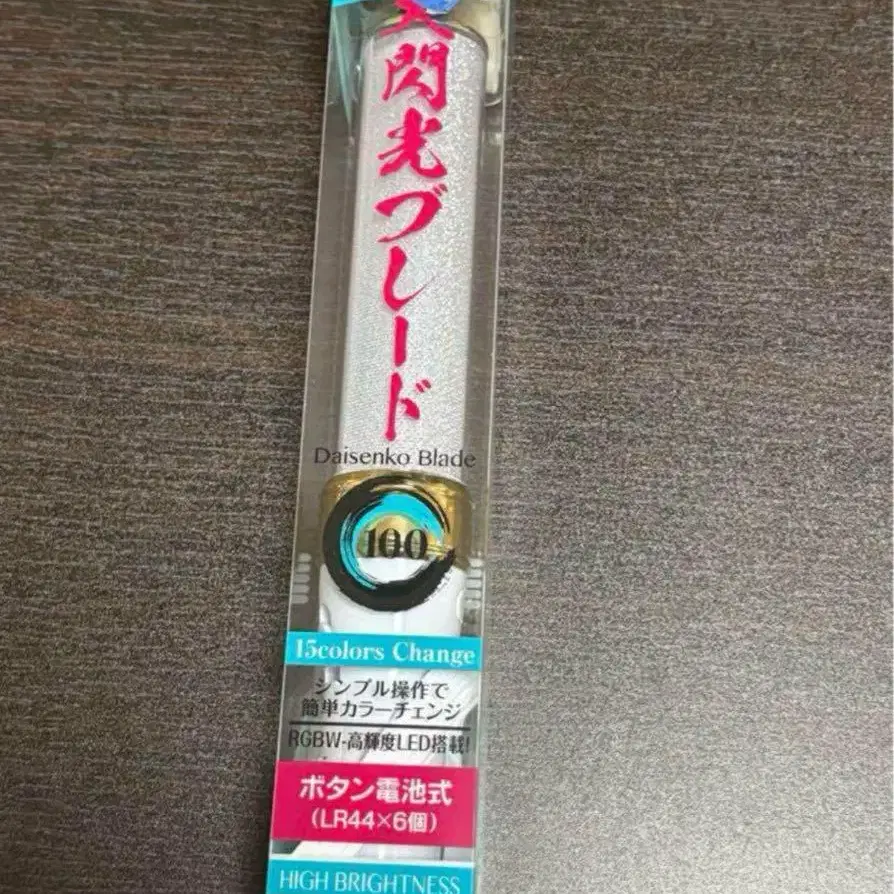 大閃光ブレード
Daisenko Blade
100
15colors Change
シンプル操作で
簡単カラーチェンジ
RGBW-高輝度LED搭載!
ボタン電池式
(LR44×6個)
HIGH BRIGHTNESS